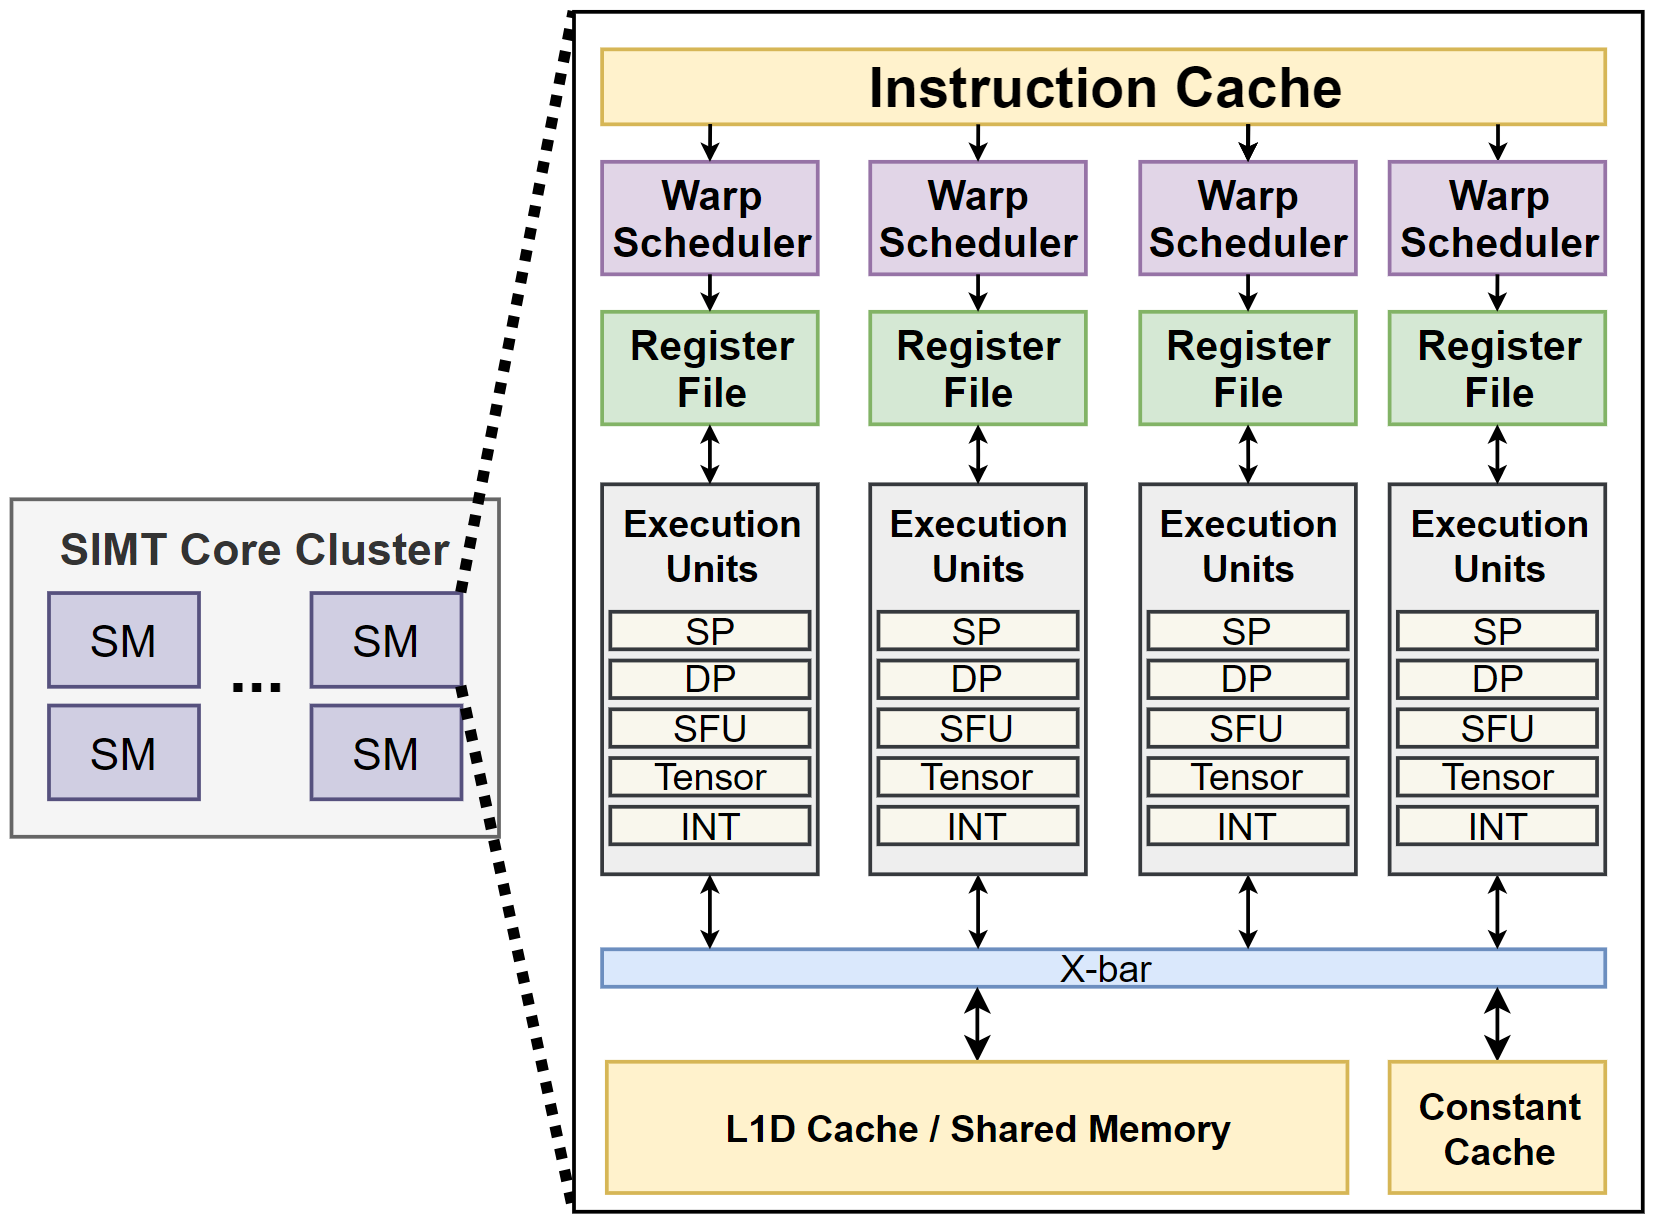 Instruction Cache
Warp
Scheduler
Warp
Scheduler
Warp
Scheduler
Warp
Scheduler
Register
File
Register
File
Register
File
Register
File
SIMT Core Cluster
SM
...
SM
SM
SM
Execution
Units
SP
DP
SFU
Tensor
INT
Execution
Units
SP
DP
SFU
Tensor
INT
Execution
Units
SP
DP
SFU
Tensor
INT
Execution
Units
SP
DP
SFU
Tensor
INT
X-bar
L1D Cache / Shared Memory
Constant
Cache